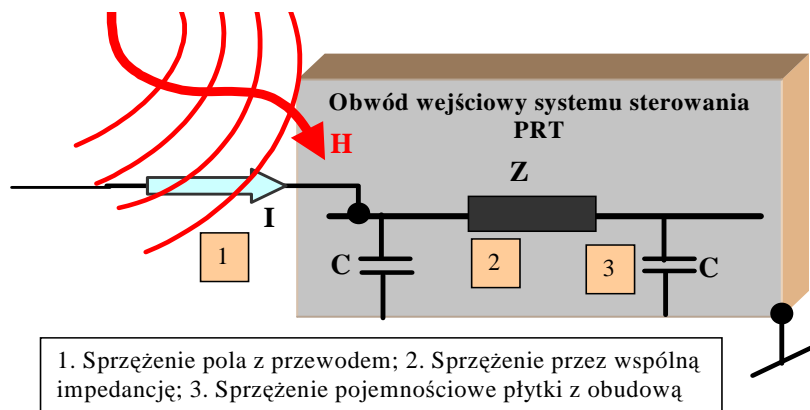 Obwód wejściowy systemu sterowania
PRT
H
Z
I
1
C
2
3
C
1. Sprzężenie pola z przewodem; 2. Sprzężenie przez wspólną
impedancję; 3. Sprzężenie pojemnościowe płytki z obudową